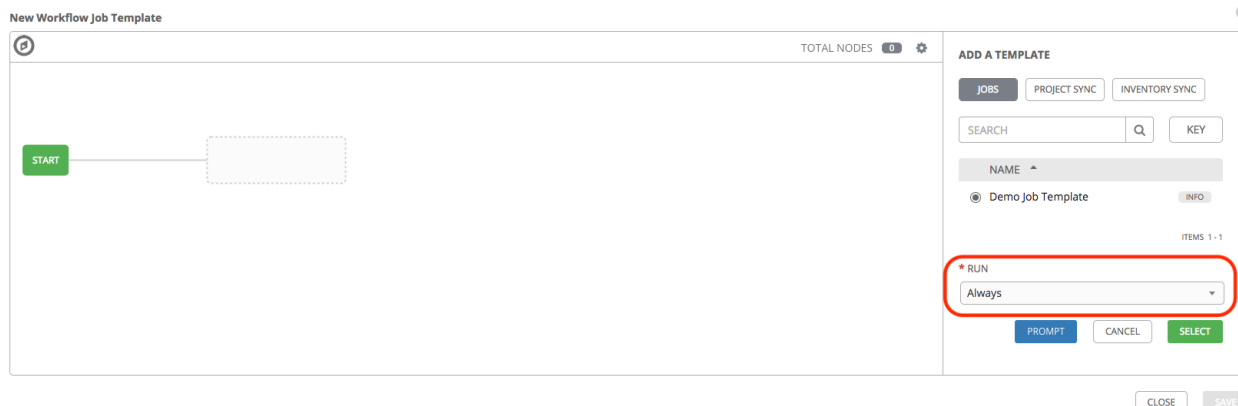 New Workflow Job Template
TOTAL NODES 0
START
ADD A TEMPLATE
JOBS PROJECT SYNC INVENTORY SYNC
SEARCH KEY
NAME
Demo Job Template INFO
ITEMS 1 - 1
* RUN
Always
PROMPT CANCEL SELECT
CLOSE SAVE